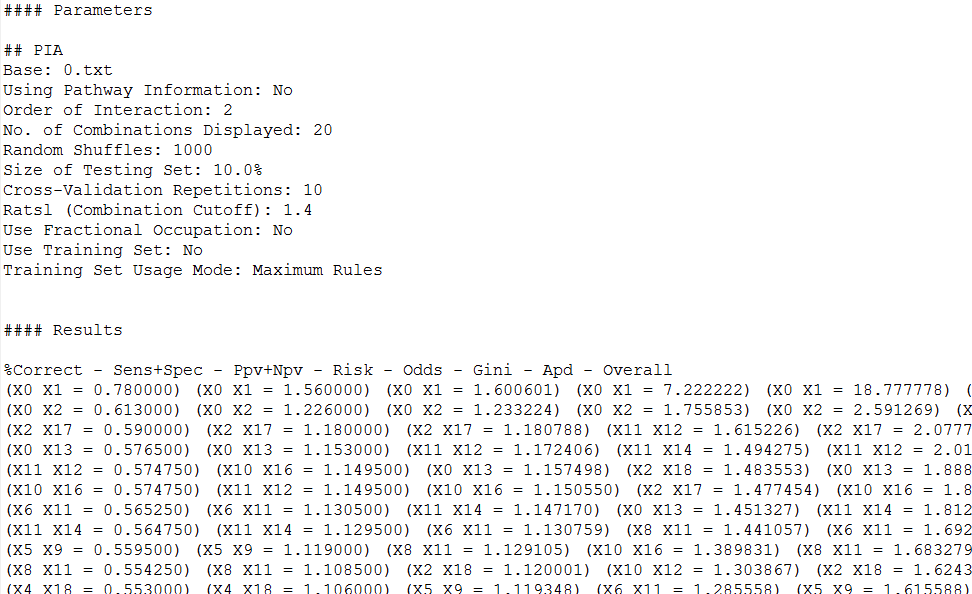 #### Parameters
## PIA
Base: 0.txt
Using Pathway Information: No
Order of Interaction: 2
No. of Combinations Displayed: 20
Random Shuffles: 1000
Size of Testing Set: 10.0%
Cross-Validation Repetitions: 10
Ratsl (Combination Cutoff): 1.4
Use Fractional Occupation: No
Use Training Set: No
Training Set Usage Mode: Maximum Rules
#### Results
%Correct - Sens+Spec - Ppv+Npv - Risk - Odds - Gini - Apd - Overall
(X0 X1 = 0.780000) (X0 X1 = 1.560000) (X0 X1 = 1.600601) (X0 X1 = 7.222222) (X0 X1 = 18.777778) (
(X0 X2 = 0.613000) (X0 X2 = 1.226000) (X0 X2 = 1.233224) (X0 X2 = 1.755853) (X0 X2 = 2.591269) (X
(X2 X17 = 0.590000) (X2 X17 = 1.180000) (X2 X17 = 1.180788) (X11 X12 = 1.615226) (X2 X17 = 2.0777
(X0 X13 = 0.576500) (X0 X13 = 1.153000) (X11 X12 = 1.172406) (X11 X14 = 1.494275) (X11 X12 = 2.01
(X11 X12 = 0.574750) (X10 X16 = 1.149500) (X0 X13 = 1.157498) (X2 X18 = 1.483553) (X0 X13 = 1.888
(X10 X16 = 0.574750) (X11 X12 = 1.149500) (X10 X16 = 1.150550) (X2 X17 = 1.477454) (X10 X16 = 1.8
(X6 X11 = 0.565250) (X6 X11 = 1.130500) (X11 X14 = 1.147170) (X0 X13 = 1.451327) (X11 X14 = 1.812
(X11 X14 = 0.564750) (X11 X14 = 1.129500) (X6 X11 = 1.130759) (X8 X11 = 1.441057) (X6 X11 = 1.692
(X5 X9 = 0.559500) (X5 X9 = 1.119000) (X8 X11 = 1.129105) (X10 X16 = 1.389831) (X8 X11 = 1.683279
(X8 X11 = 0.554250) (X8 X11 = 1.108500) (X2 X18 = 1.120001) (X10 X12 = 1.303867) (X2 X18 = 1.6243
(X4 X18 = 0.553000) (X4 X18 = 1.106000) (X5 X9 = 1.119348) (X6 X11 = 1.285558) (X5 X9 = 1.615588)